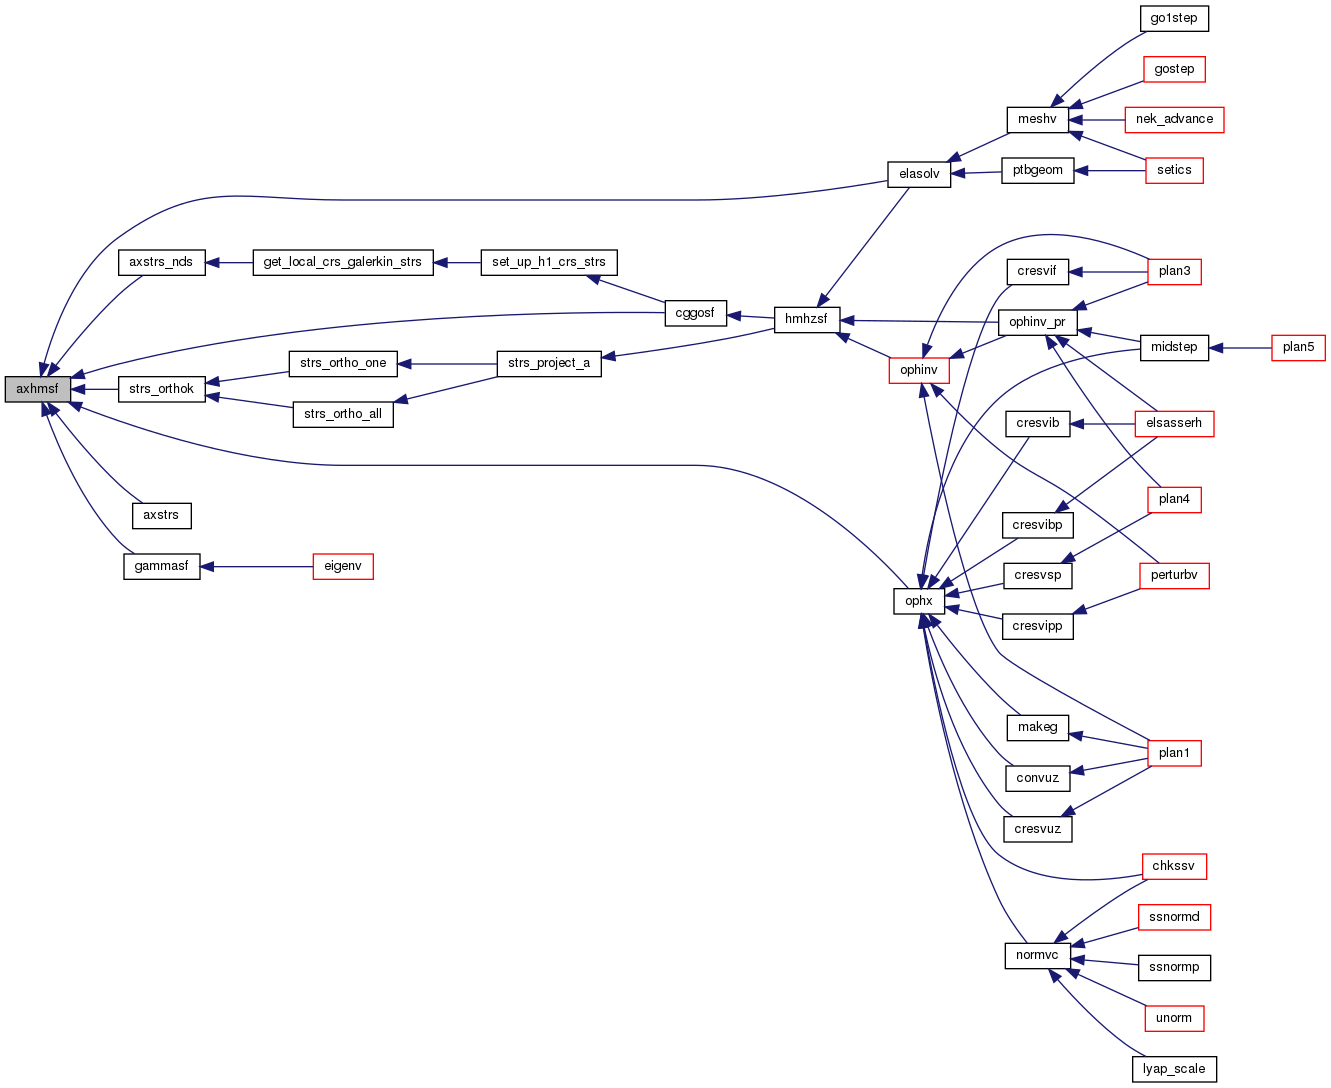 go1step
gostep
meshv
nek_advance
elasolv
ptbgeom
setics
axstrs_nds
get_local_crs_galerkin_strs
set_up_h1_crs_strs
cresvif
plan3
cggosf
hmhzsf
ophinv_pr
midstep
plan5
strs_ortho_one
strs_project_a
ophinv
axhmsf
strs_orthok
strs_ortho_all
cresvib
elsasserh
plan4
axstrs
cresvibp
gammasf
eigenv
cresvsp
perturbv
ophx
cresvipp
makeg
plan1
convuz
cresvuz
chkssv
ssnormd
normvc
ssnormp
unorm
lyap_scale